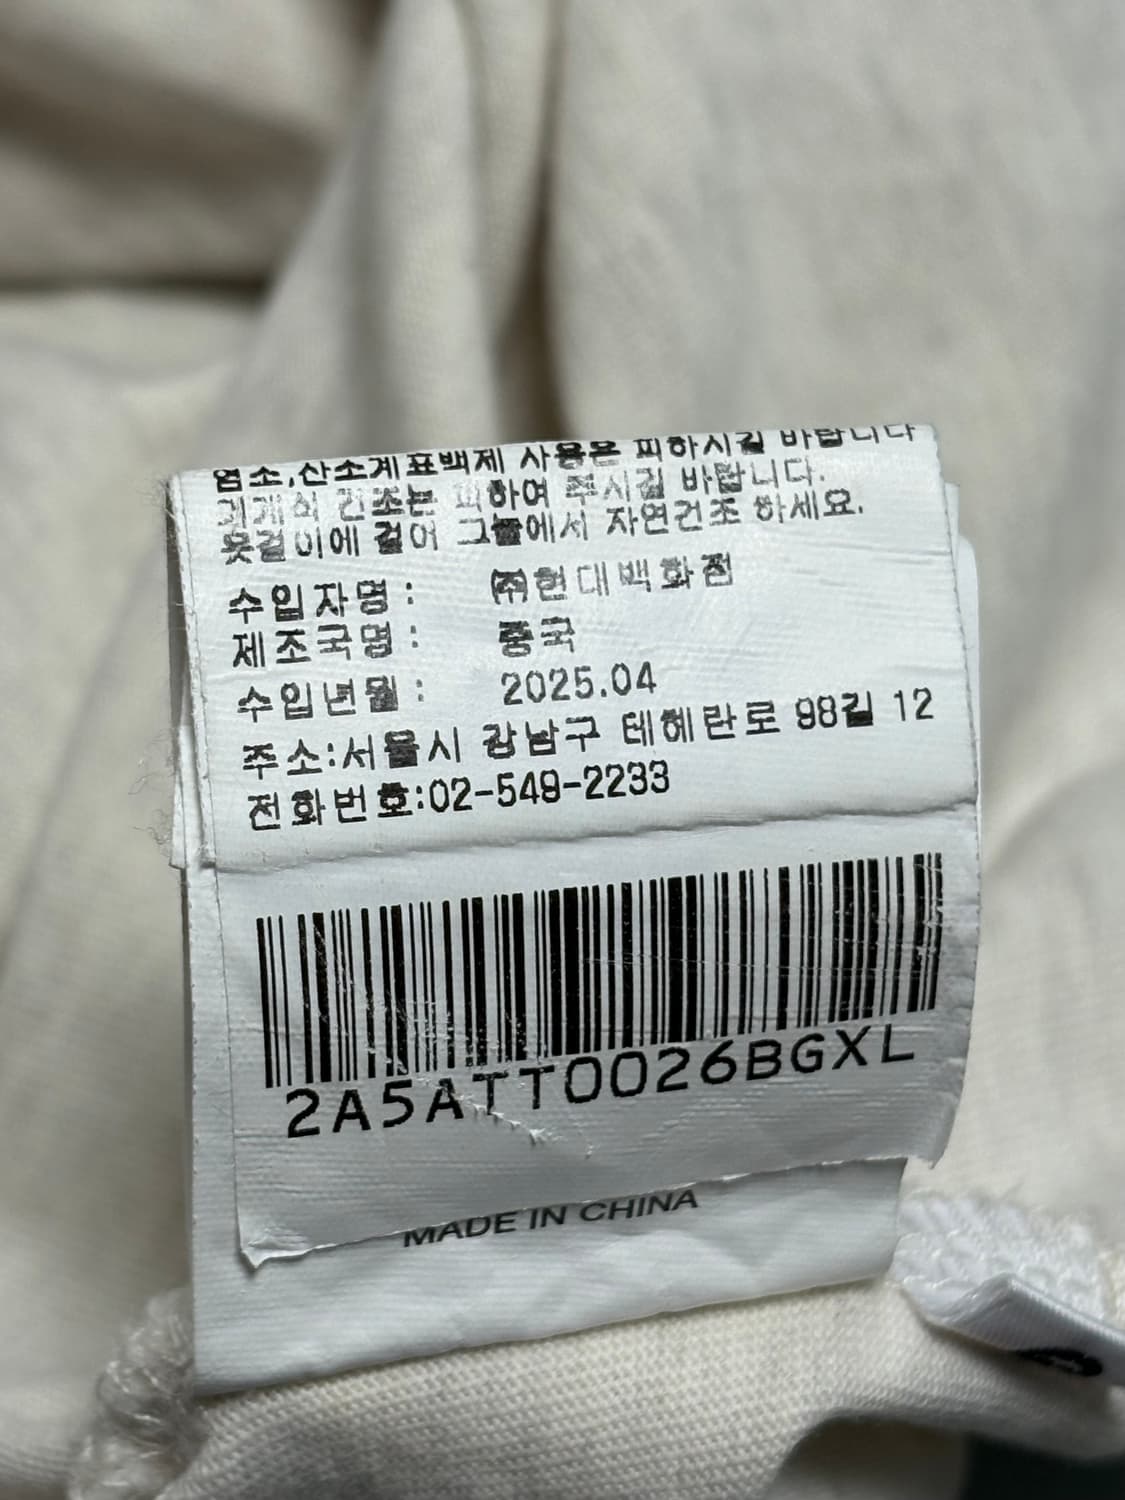 염소,산소계표백제 사용은 피하시길 바랍니다
기계식 건조는 피하여 주시길 바랍니다.
옷걸이에 걸어 그늘에서 자연건조 하세요.
수입자명 : ㈜현대백화점
제조국명 : 중국
수입년월 : 2025.04
주소:서울시 강남구 테헤란로 98길 12
전화번호:02-549-2233
2A5ATT0026BGXL
MADE IN CHINA